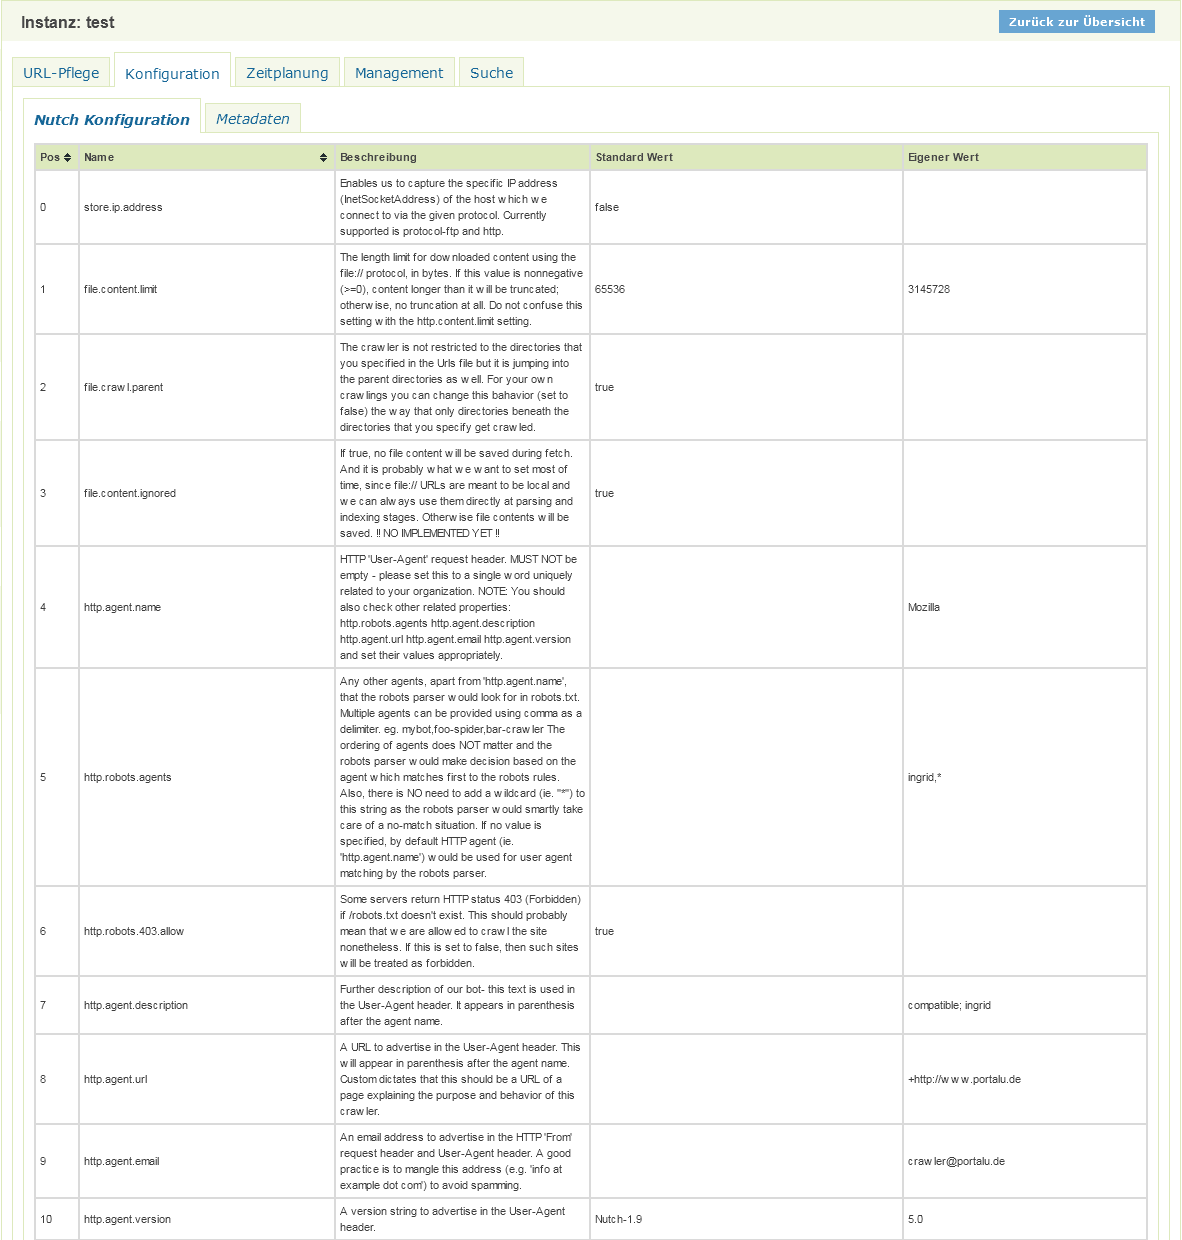 Instanz: test
Zurück zur Übersicht
URL-Pflege
Konfiguration
Zeitplanung
Management
Suche
Nutch Konfiguration
Metadaten
Pos
Name
Beschreibung
Standard Wert
Eigener Wert
0
store.ip.address
Enables us to capture the specific IP address
(InetSocketAddress) of the host which we
connect to via the given protocol. Currently
supported is protocol-ftp and http.
false
1
file.content.limit
The length limit for downloaded content using the
file:// protocol, in bytes. If this value is nonnegative
(>=0), content longer than it will be truncated;
otherwise, no truncation at all. Do not confuse this
setting with the http.content.limit setting.
65536
3145728
2
file.crawl.parent
The crawler is not restricted to the directories that
you specified in the Urls file but it is jumping into
the parent directories as well. For your own
crawlings you can change this bahavior (set to
false) the way that only directories beneath the
directories that you specify get crawled.
true
3
file.content.ignored
If true, no file content will be saved during fetch.
And it is probably what we want to set most of
time, since file:// URLs are meant to be local and
we can always use them directly at parsing and
indexing stages. Otherwise file contents will be
saved. !! NO IMPLEMENTED YET !!
true
4
http.agent.name
HTTP 'User-Agent' request header. MUST NOT be
empty - please set this to a single word uniquely
related to your organization. NOTE: You should
also check other related properties:
http.robots.agents http.agent.description
http.agent.url http.agent.email http.agent.version
and set their values appropriately.
Mozilla
5
http.robots.agents
Any other agents, apart from 'http.agent.name',
that the robots parser would look for in robots.txt.
Multiple agents can be provided using comma as a
delimiter. eg. mybot,foo-spider,bar-crawler The
ordering of agents does NOT matter and the
robots parser would make decision based on the
agent which matches first to the robots rules.
Also, there is NO need to add a wildcard (ie. "*") to
this string as the robots parser would smartly take
care of a no-match situation. If no value is
specified, by default HTTP agent (ie.
'http.agent.name') would be used for user agent
matching by the robots parser.
ingrid,*
6
http.robots.403.allow
Some servers return HTTP status 403 (Forbidden)
if /robots.txt doesn't exist. This should probably
mean that we are allowed to crawl the site
nonetheless. If this is set to false, then such sites
will be treated as forbidden.
true
7
http.agent.description
Further description of our bot- this text is used in
the User-Agent header. It appears in parenthesis
after the agent name.
compatible; ingrid
8
http.agent.url
A URL to advertise in the User-Agent header. This
will appear in parenthesis after the agent name.
Custom dictates that this should be a URL of a
page explaining the purpose and behavior of this
crawler.
+http://www.portalu.de
9
http.agent.email
An email address to advertise in the HTTP 'From'
request header and User-Agent header. A good
practice is to mangle this address (e.g. 'info at
example dot com') to avoid spamming.
crawler@portalu.de
10
http.agent.version
A version string to advertise in the User-Agent
header.
Nutch-1.9
5.0